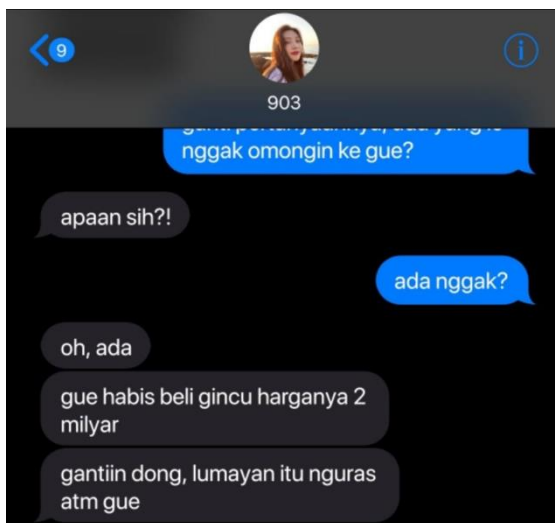 9
903
nggak omongin ke gue?
apaan sih?!
ada nggak?
oh, ada
gue habis beli gincu harganya 2
milyar
gantiin dong, lumayan itu nguras
atm gue